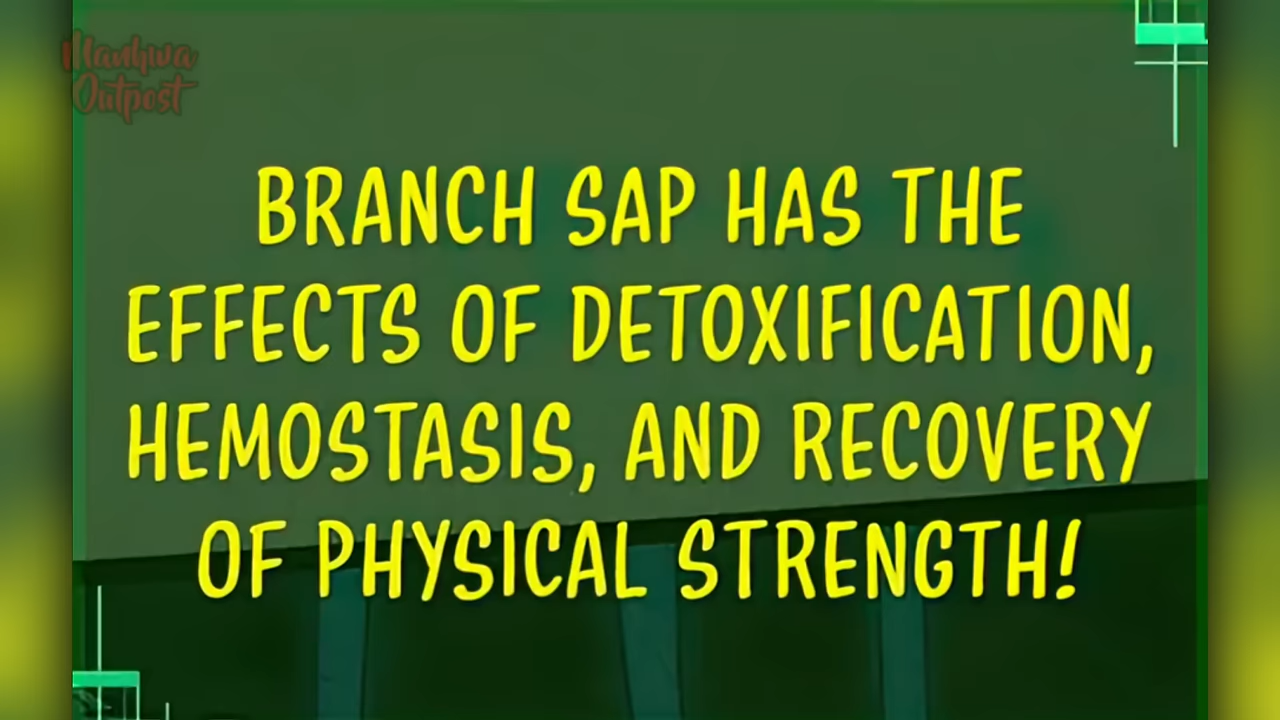 Manhwa
Outpost
BRANCH SAP HAS THE
EFFECTS OF DETOXIFICATION,
HEMOSTASIS, AND RECOVERY
OF PHYSICAL STRENGTH!